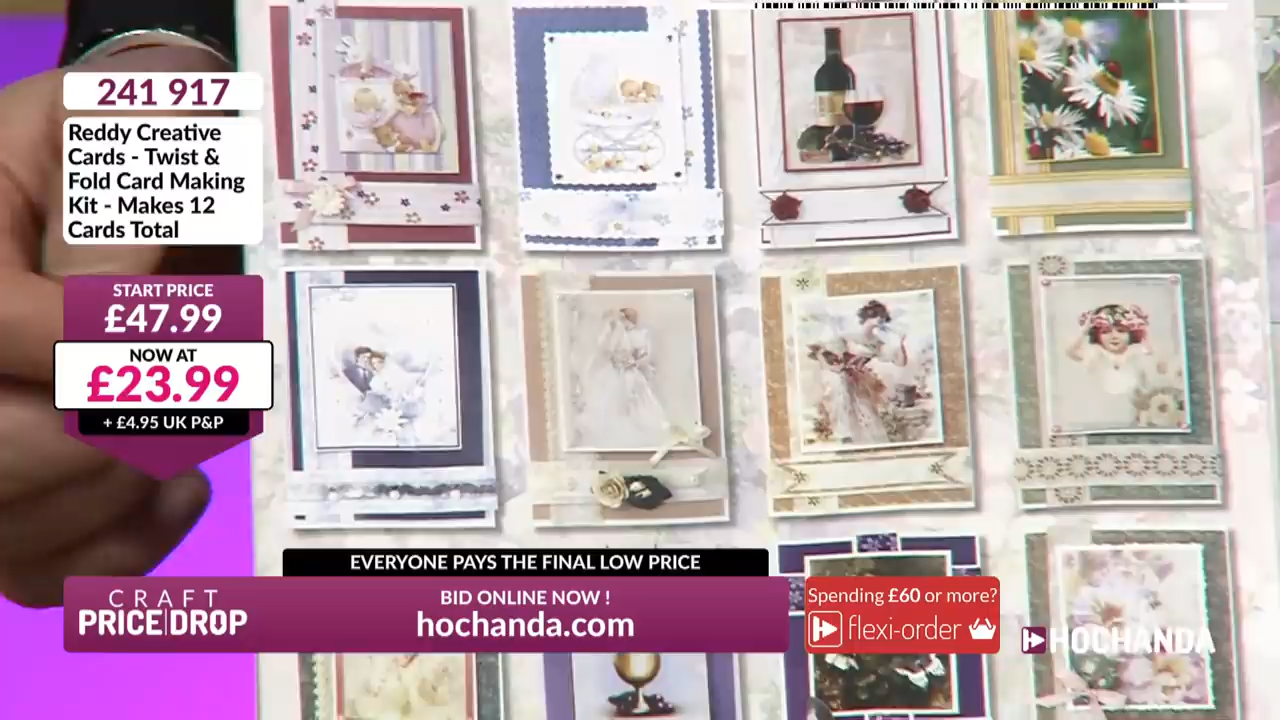 241 917
Reddy Creative
Cards - Twist &
Fold Card Making
Kit - Makes 12
Cards Total
START PRICE
£47.99
NOW AT
£23.99
+ £4.95 UK P&P
EVERYONE PAYS THE FINAL LOW PRICE
CRAFT
PRICE DROP
BID ONLINE NOW !
hochanda.com
Spending £60 or more?
flexi-order
HOCHANDA